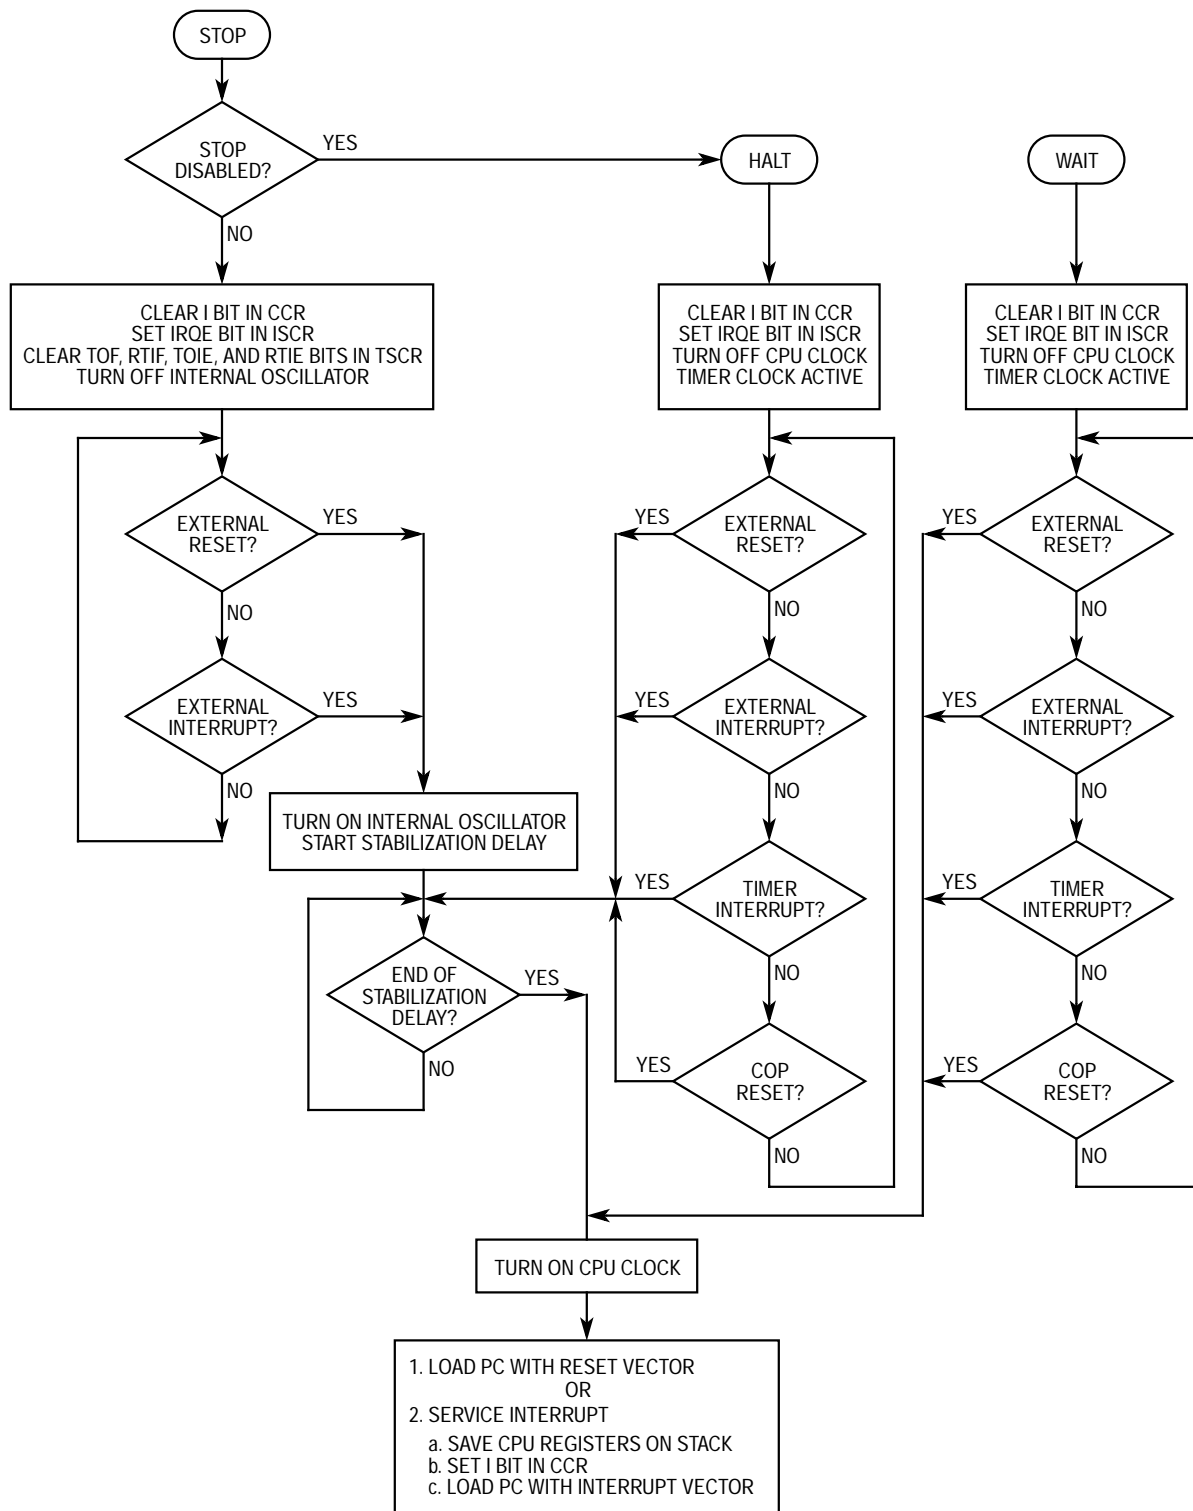 STOP
STOP
DISABLED?
YES
NO
HALT
WAIT
CLEAR I BIT IN CCR
SET IRQE BIT IN ISCR
CLEAR TOF, RTIF, TOIE, AND RTIE BITS IN TSCR
TURN OFF INTERNAL OSCILLATOR
CLEAR I BIT IN CCR
SET IRQE BIT IN ISCR
TURN OFF CPU CLOCK
TIMER CLOCK ACTIVE
CLEAR I BIT IN CCR
SET IRQE BIT IN ISCR
TURN OFF CPU CLOCK
TIMER CLOCK ACTIVE
EXTERNAL
RESET?
YES
NO
EXTERNAL
INTERRUPT?
YES
NO
TURN ON INTERNAL OSCILLATOR
START STABILIZATION DELAY
END OF
STABILIZATION
DELAY?
YES
NO
YES
EXTERNAL
RESET?
NO
YES
EXTERNAL
INTERRUPT?
NO
YES
TIMER
INTERRUPT?
NO
YES
COP
RESET?
NO
YES
EXTERNAL
RESET?
NO
YES
EXTERNAL
INTERRUPT?
NO
YES
TIMER
INTERRUPT?
NO
YES
COP
RESET?
NO
TURN ON CPU CLOCK
1. LOAD PC WITH RESET VECTOR
OR
2. SERVICE INTERRUPT
a. SAVE CPU REGISTERS ON STACK
b. SET I BIT IN CCR
c. LOAD PC WITH INTERRUPT VECTOR